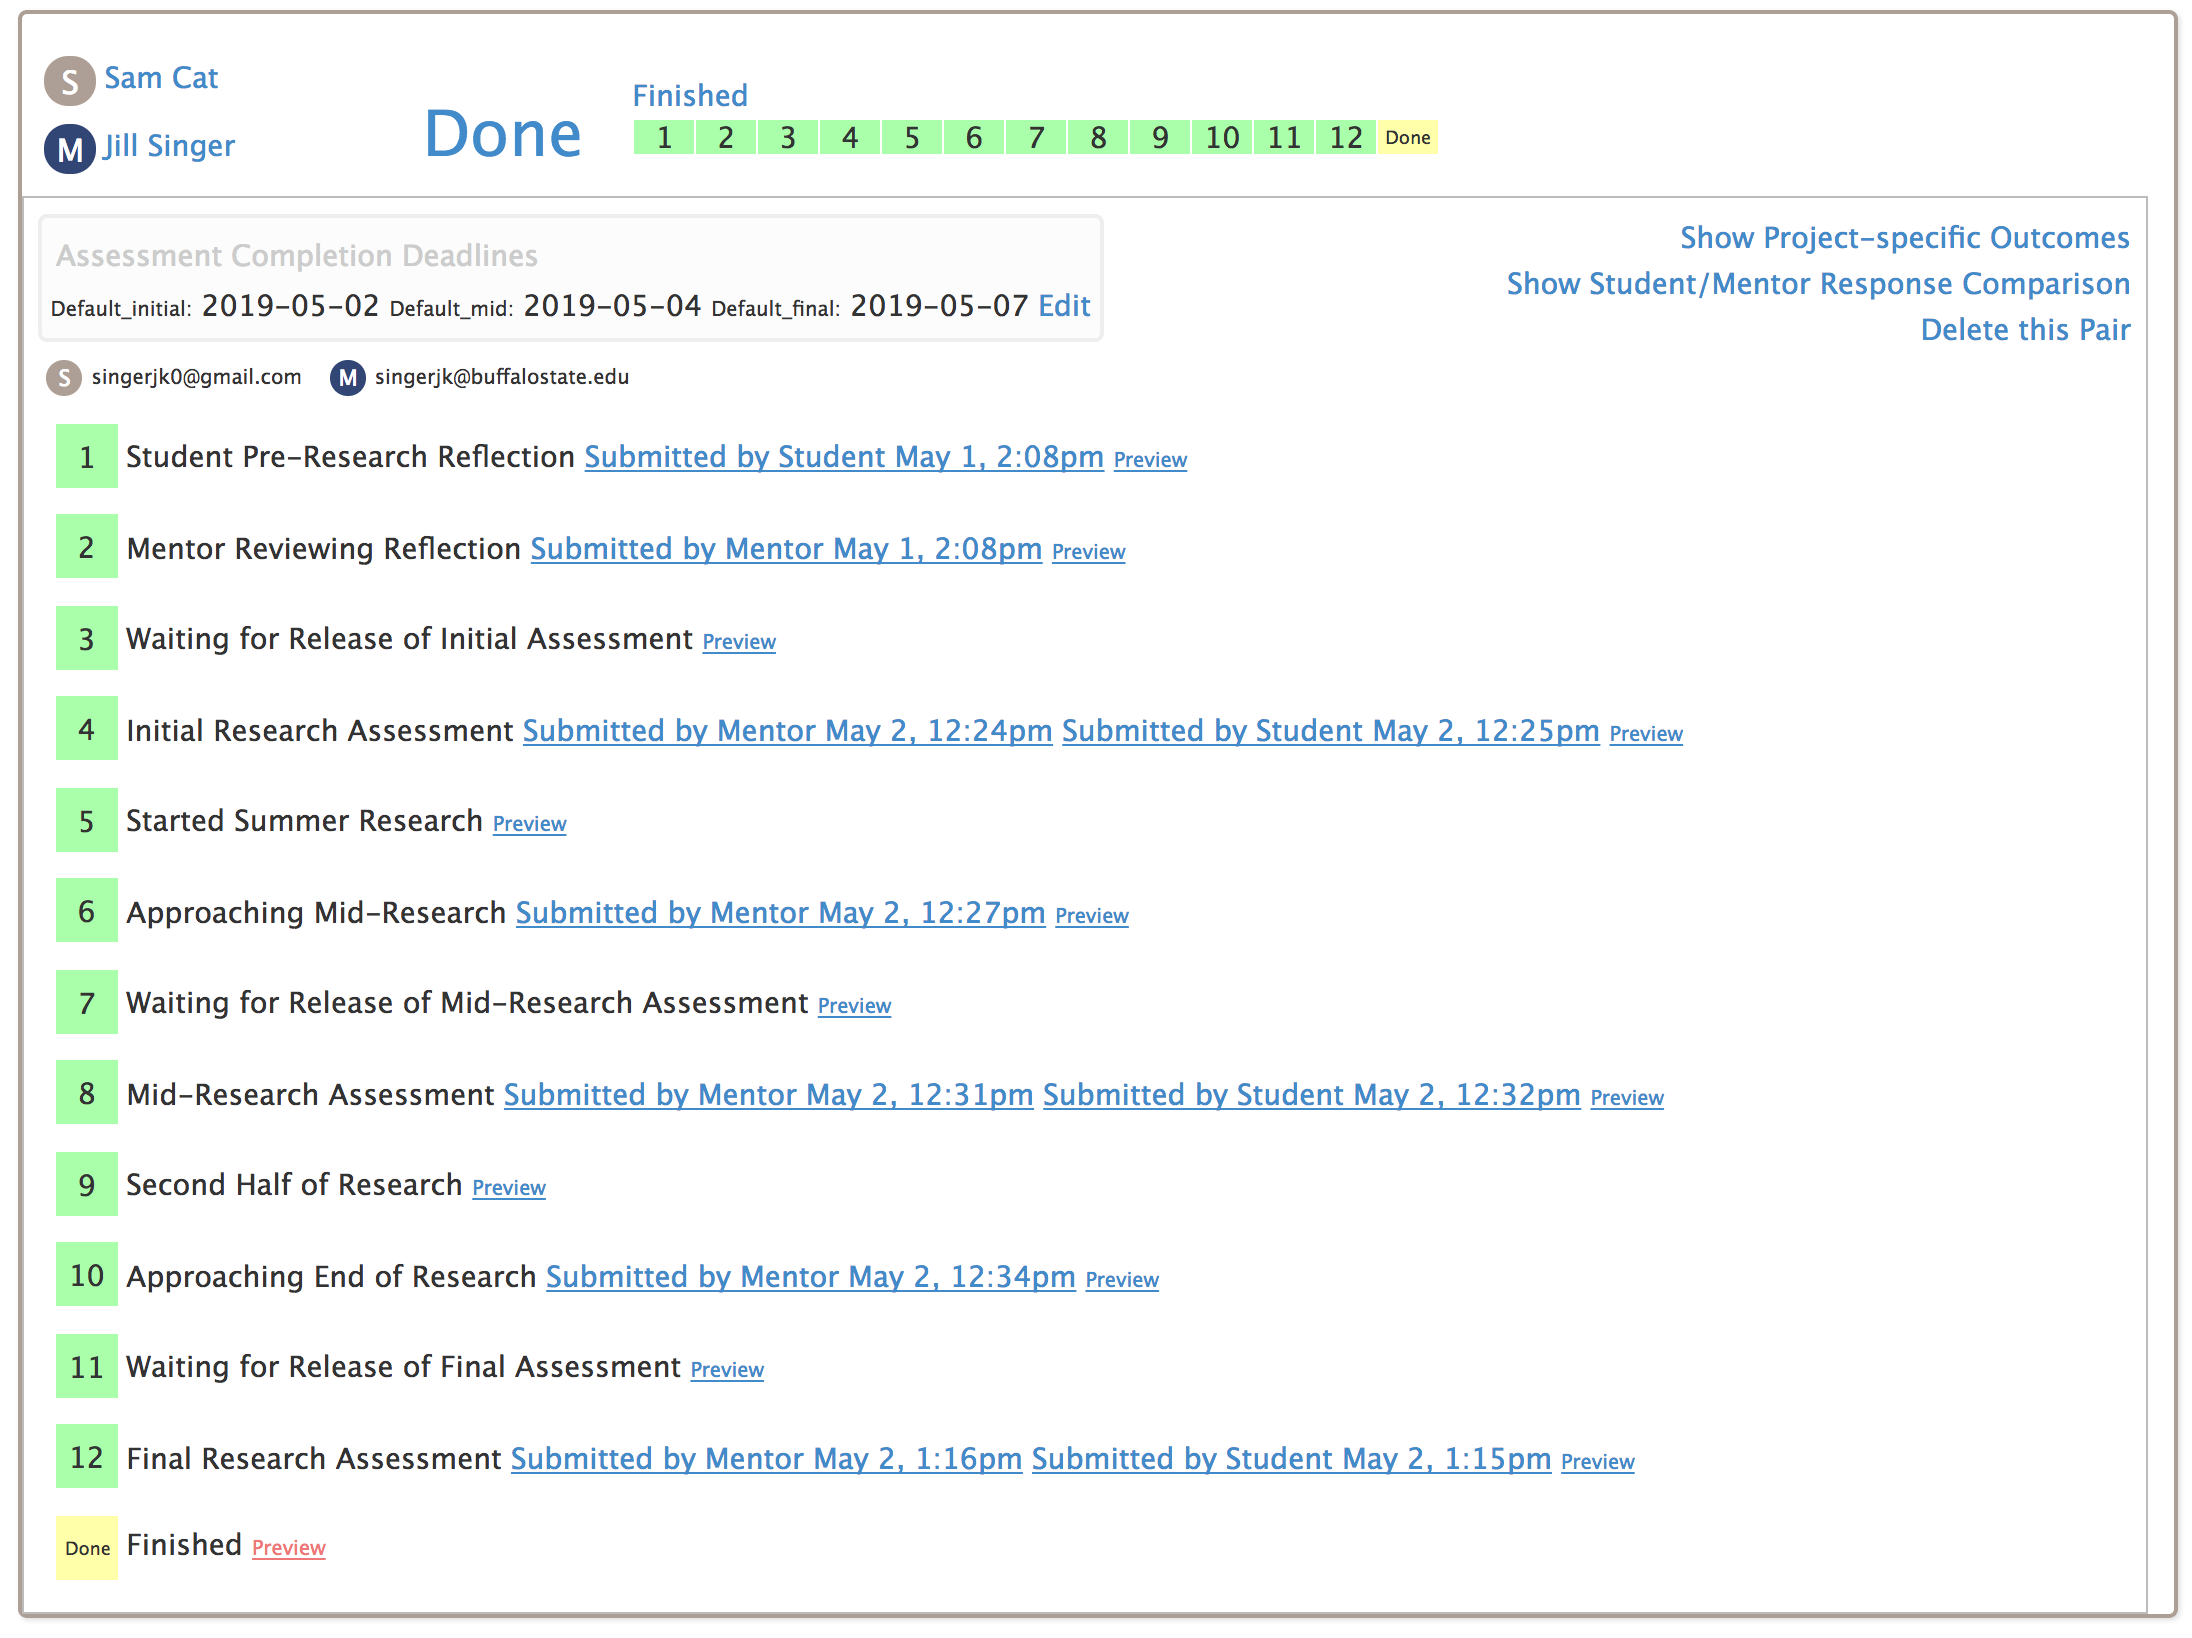 S Sam Cat
M Jill Singer
Done
Finished
1 2 3 4 5 6 7 8 9 10 11 12 Done
Assessment Completion Deadlines
Default_initial: 2019-05-02 Default_mid: 2019-05-04 Default_final: 2019-05-07 Edit
Show Project-specific Outcomes
Show Student/Mentor Response Comparison
Delete this Pair
S singerjk0@gmail.com M singerjk@buffalostate.edu
1 Student Pre-Research Reflection Submitted by Student May 1, 2:08pm Preview
2 Mentor Reviewing Reflection Submitted by Mentor May 1, 2:08pm Preview
3 Waiting for Release of Initial Assessment Preview
4 Initial Research Assessment Submitted by Mentor May 2, 12:24pm Submitted by Student May 2, 12:25pm Preview
5 Started Summer Research Preview
6 Approaching Mid-Research Submitted by Mentor May 2, 12:27pm Preview
7 Waiting for Release of Mid-Research Assessment Preview
8 Mid-Research Assessment Submitted by Mentor May 2, 12:31pm Submitted by Student May 2, 12:32pm Preview
9 Second Half of Research Preview
10 Approaching End of Research Submitted by Mentor May 2, 12:34pm Preview
11 Waiting for Release of Final Assessment Preview
12 Final Research Assessment Submitted by Mentor May 2, 1:16pm Submitted by Student May 2, 1:15pm Preview
Done Finished Preview